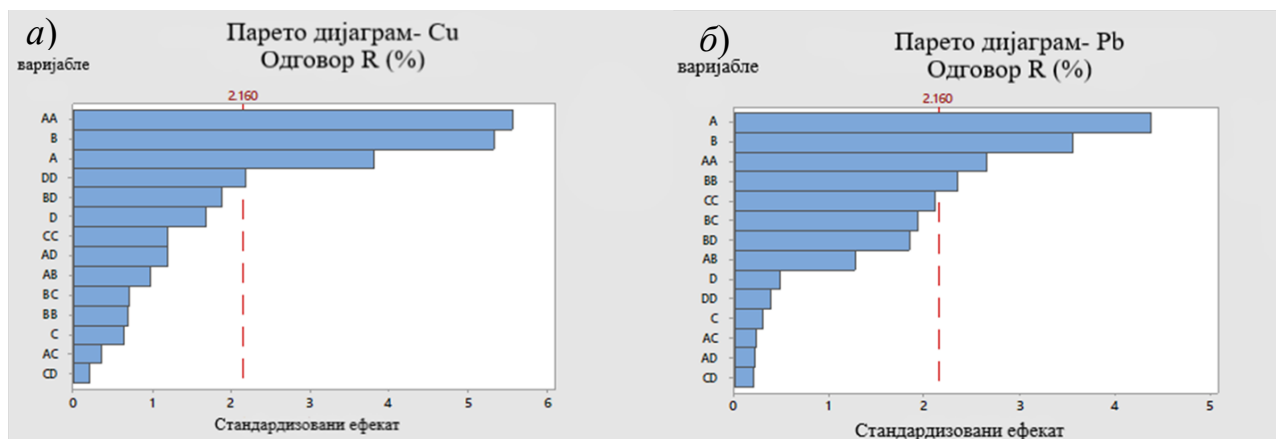 а)
Парето дијаграм- Cu
Одговор R (%)
варијабле
2.160
AA
B
A
DD
BD
D
CC
AD
AB
BC
BB
C
AC
CD
0 1 2 3 4 5 6
Стандардизовани ефекат
б)
Парето дијаграм- Pb
Одговор R (%)
варијабле
2.160
A
B
AA
BB
CC
BC
BD
AB
D
DD
C
AC
AD
CD
0 1 2 3 4 5
Стандардизовани ефекат